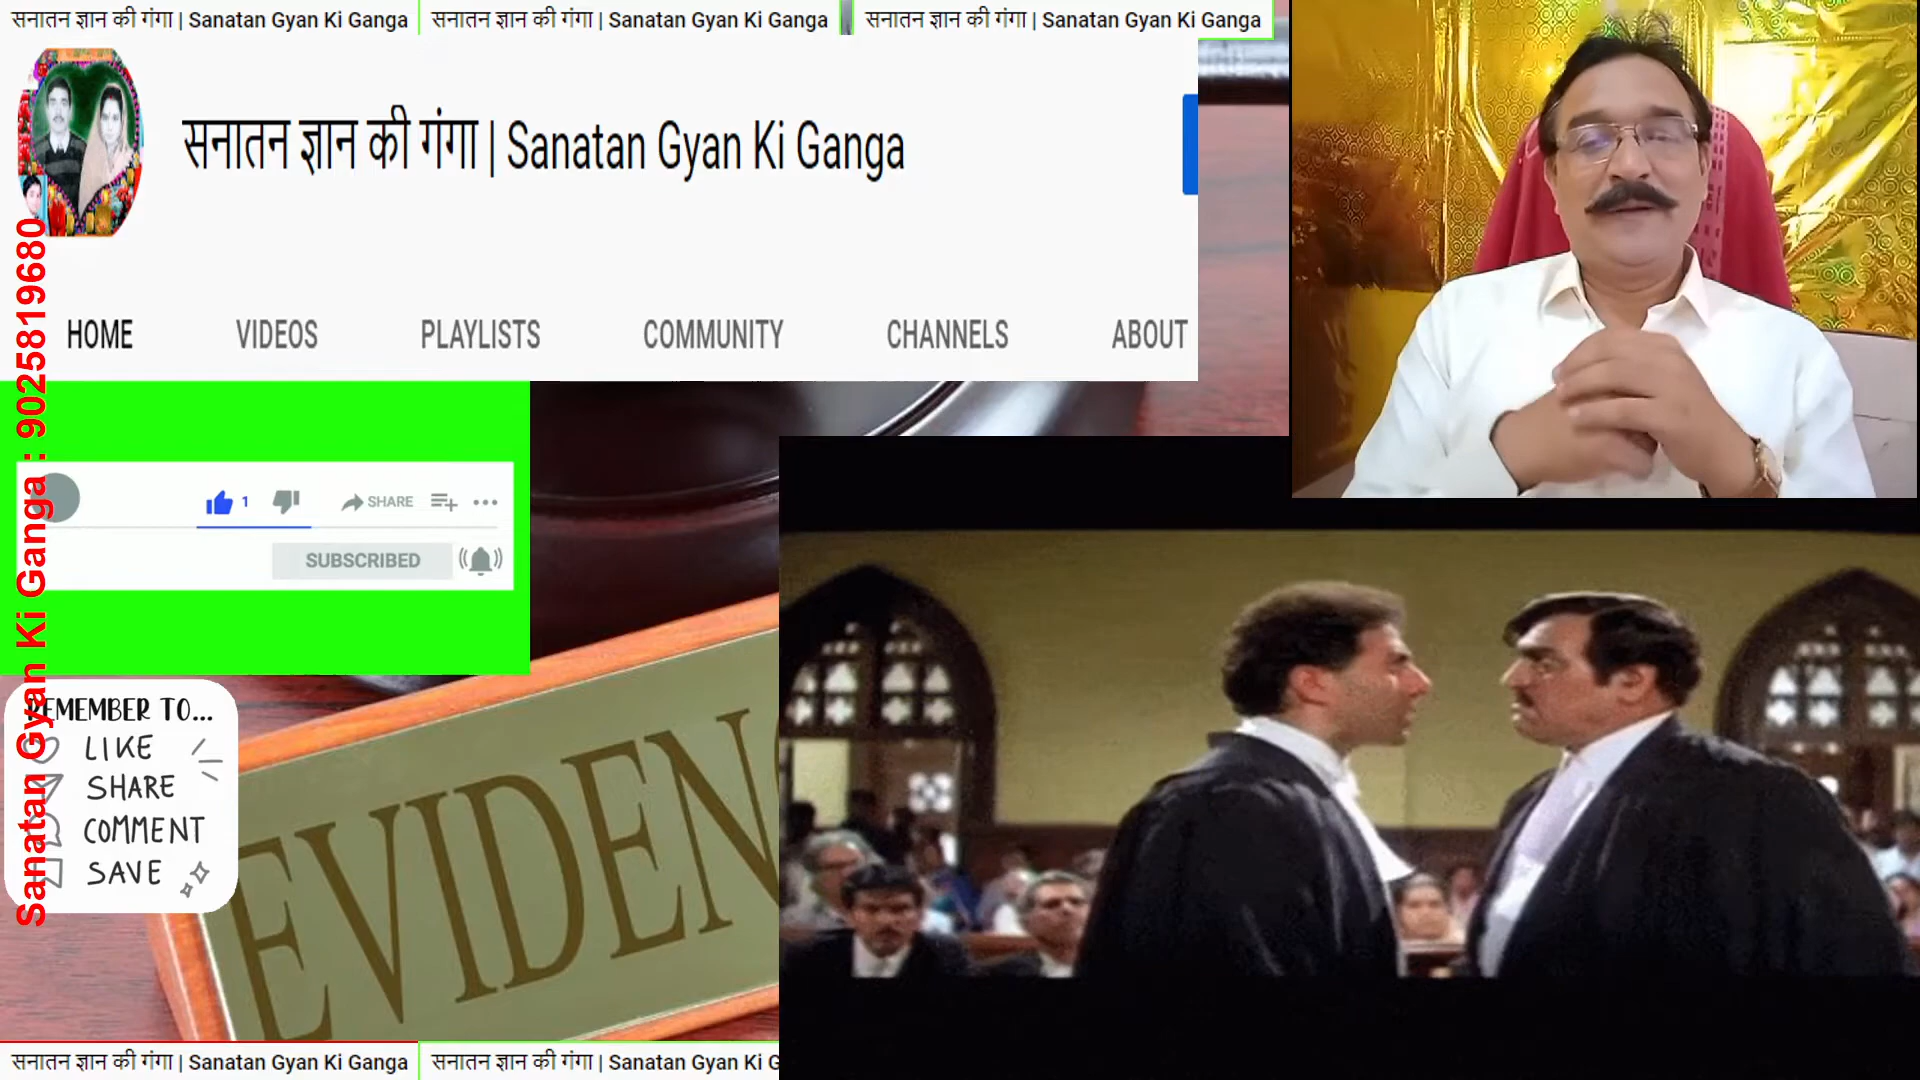 सनातन ज्ञान की गंगा | Sanatan Gyan Ki Ganga
सनातन ज्ञान की गंगा | Sanatan Gyan Ki Ganga
सनातन ज्ञान की गंगा | Sanatan Gyan Ki Ganga
सनातन ज्ञान की गंगा | Sanatan Gyan Ki Ganga
HOME VIDEOS PLAYLISTS COMMUNITY CHANNELS ABOUT
Sanatan Gyan Ki Ganga : 9025819680
1 SHARE
SUBSCRIBED
REMEMBER TO...
LIKE
SHARE
COMMENT
SAVE
EVIDENC
सनातन ज्ञान की गंगा | Sanatan Gyan Ki Ganga
सनातन ज्ञान की गंगा | Sanatan Gyan Ki G